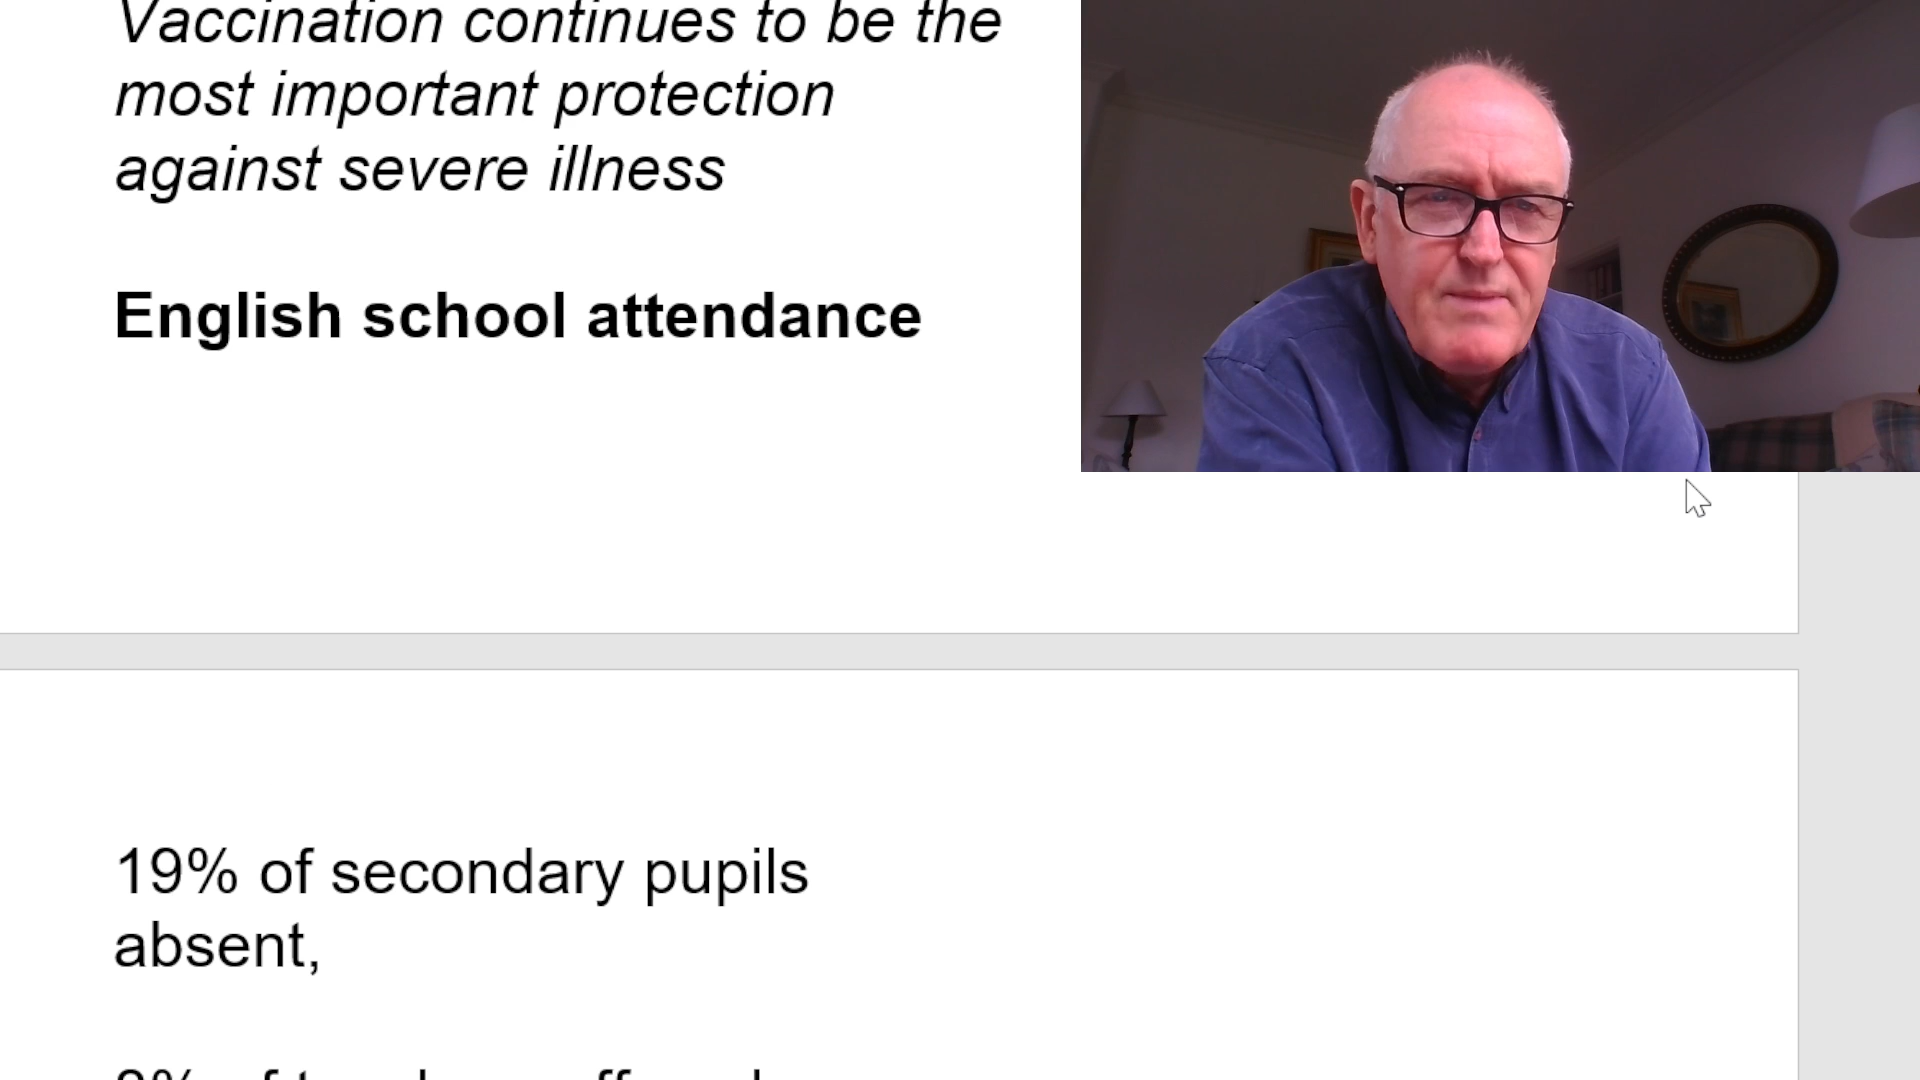 Vaccination continues to be the
most important protection
against severe illness
English school attendance
19% of secondary pupils
absent,